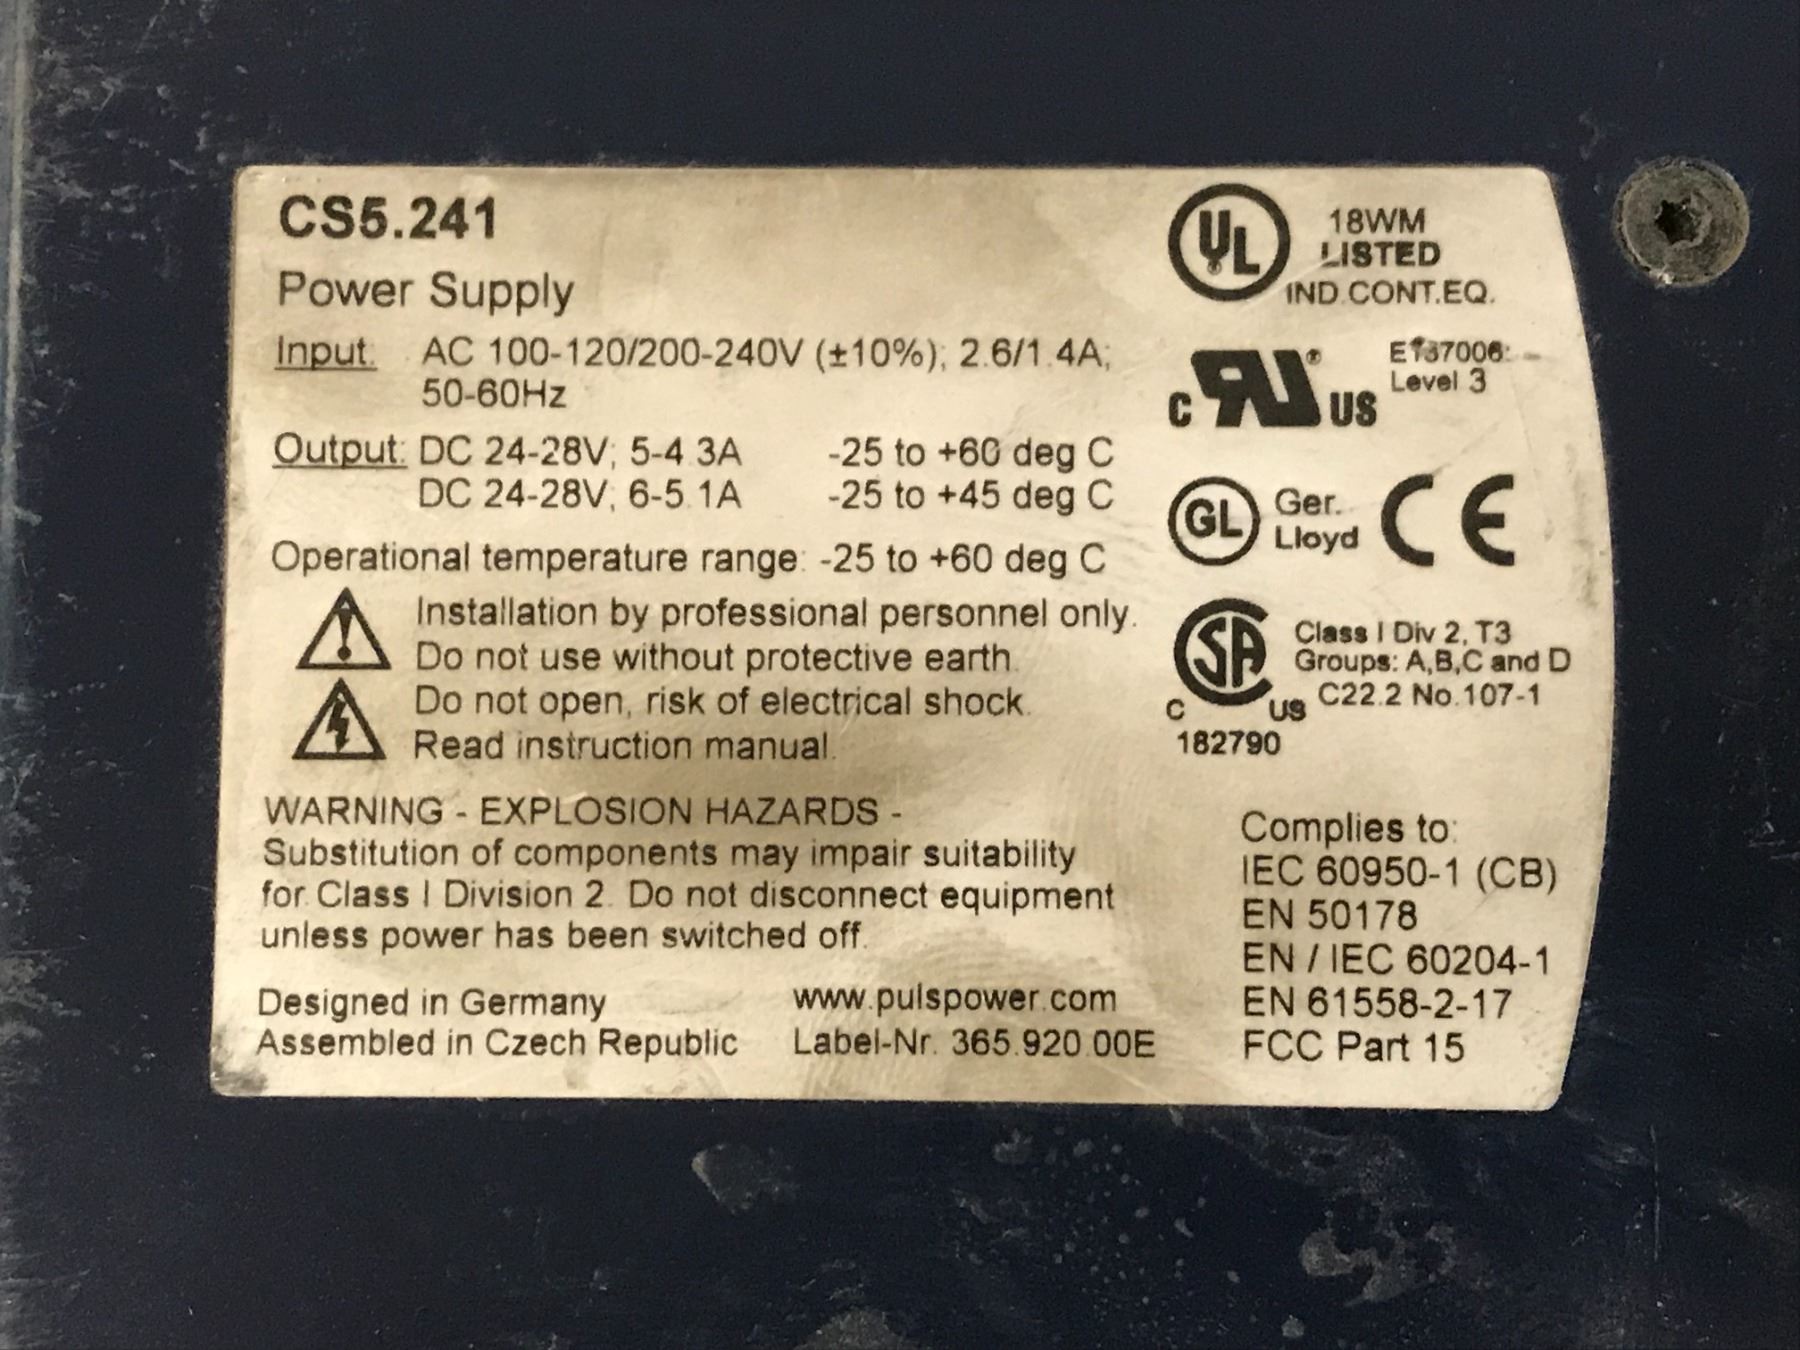 CS5.241
Power Supply
Input: AC 100-120/200-240V (±10%); 2.6/1.4A;
50-60Hz
Output: DC 24-28V; 5-4.3A -25 to +60 deg C
DC 24-28V; 6-5.1A -25 to +45 deg C
Operational temperature range: -25 to +60 deg C
Installation by professional personnel only.
Do not use without protective earth.
Do not open, risk of electrical shock.
Read instruction manual.
WARNING - EXPLOSION HAZARDS -
Substitution of components may impair suitability
for Class I Division 2. Do not disconnect equipment
unless power has been switched off.
Designed in Germany
Assembled in Czech Republic
www.pulspower.com
Label-Nr. 365.920.00E
UL
18WM
LISTED
IND.CONT.EQ.
C RU ® US
Level 3
GL
Ger.
Lloyd
CE
C SA US
182790
Class I Div 2, T3
Groups: A,B,C and D
C22.2 No.107-1
Complies to:
IEC 60950-1 (CB)
EN 50178
EN / IEC 60204-1
EN 61558-2-17
FCC Part 15